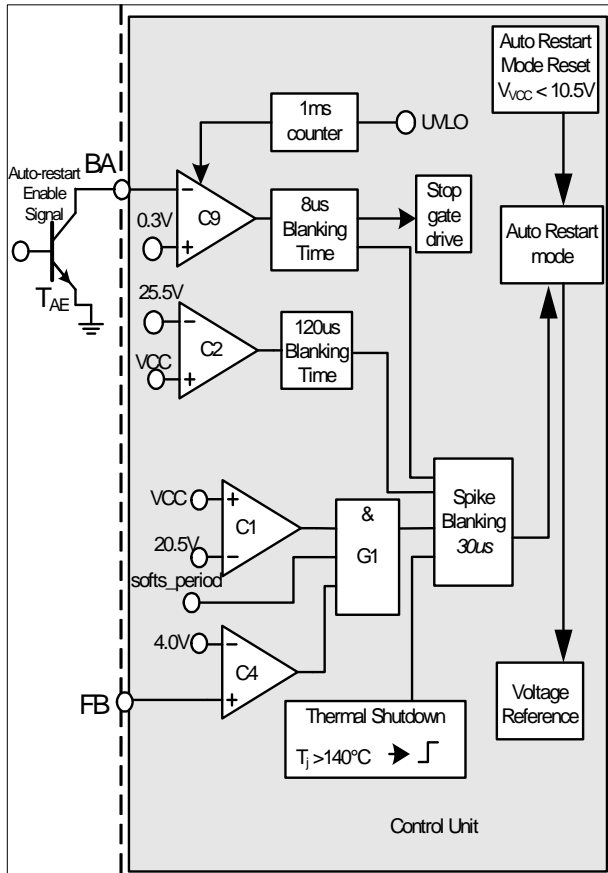 Auto Restart
Mode Reset
VVCC < 10.5V
1ms
counter
UVLO
BA
Auto-restart
Enable
Signal
TAE
−
C9
+
0.3V
8us
Blanking
Time
Stop
gate
drive
Auto Restart
mode
25.5V
−
C2
+
VCC
120us
Blanking
Time
VCC
+
C1
−
20.5V
softs_period
&
G1
Spike
Blanking
30us
4.0V
−
C4
+
FB
Thermal Shutdown
Tj >140°C
Voltage
Reference
Control Unit